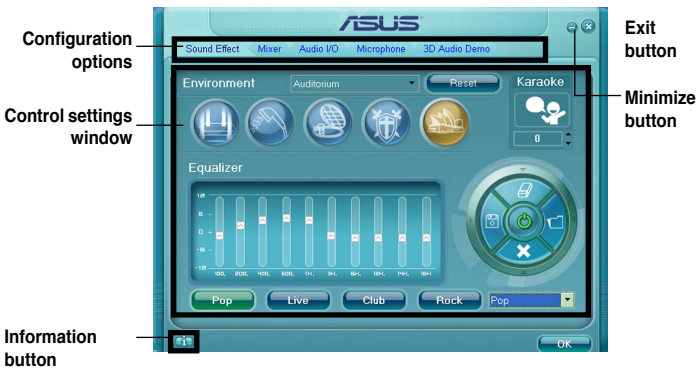 ASUS
Configuration
options
Sound Effect Mixer Audio I/O Microphone 3D Audio Demo
Exit
button
Environment Auditorium Reset Karaoke
Minimize
button
Control settings
window
0
Equalizer
12
6
0
-6
-12
100, 200, 400, 600, 1K, 3K, 6K, 12K, 14K, 16K
Pop Live Club Rock Pop
Information
button
i
OK